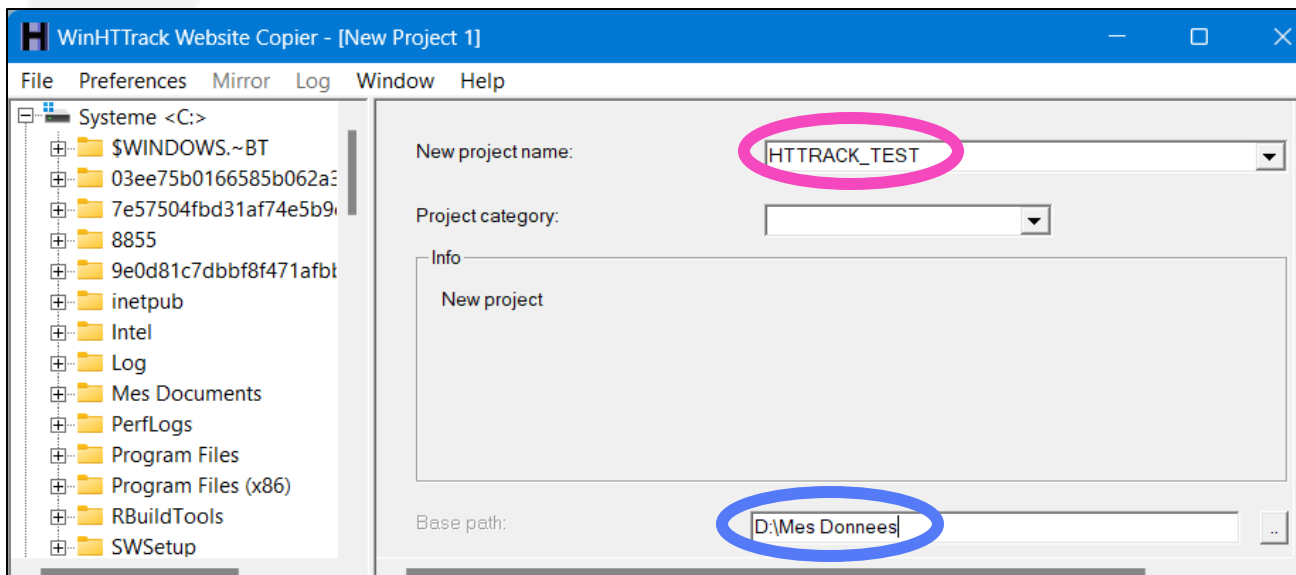 WinHTTrack Website Copier - [New Project 1]
File Preferences Mirror Log Window Help
Systeme <C:>
$WINDOWS.~BT
03ee75b0166585b062a3
7e57504fbd31af74e5b9
8855
9e0d81c7dbbf8f471afbb
inetpub
Intel
Log
Mes Documents
PerfLogs
Program Files
Program Files (x86)
RBuildTools
SWSetup
New project name:
HTTRACK_TEST
Project category:
Info
New project
Base path:
D:\Mes Donnees
..